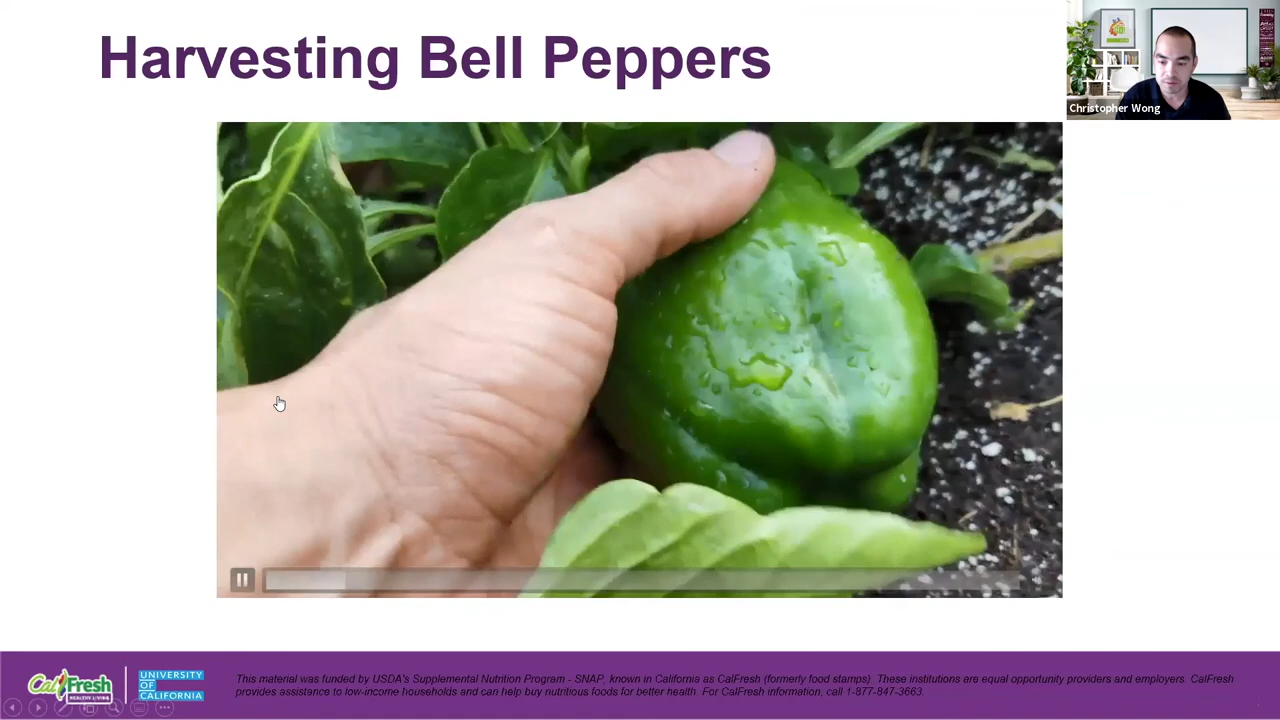 Harvesting Bell Peppers
Christopher Wong
CalFresh
HEALTHY LIVING
UNIVERSITY
OF
CALIFORNIA
This material was funded by USDA's Supplemental Nutrition Program - SNAP, known in California as CalFresh (formerly food stamps). These institutions are equal opportunity providers and employers. CalFresh
provides assistance to low-income households and can help buy nutritious foods for better health. For CalFresh information, call 1-877-847-3663.